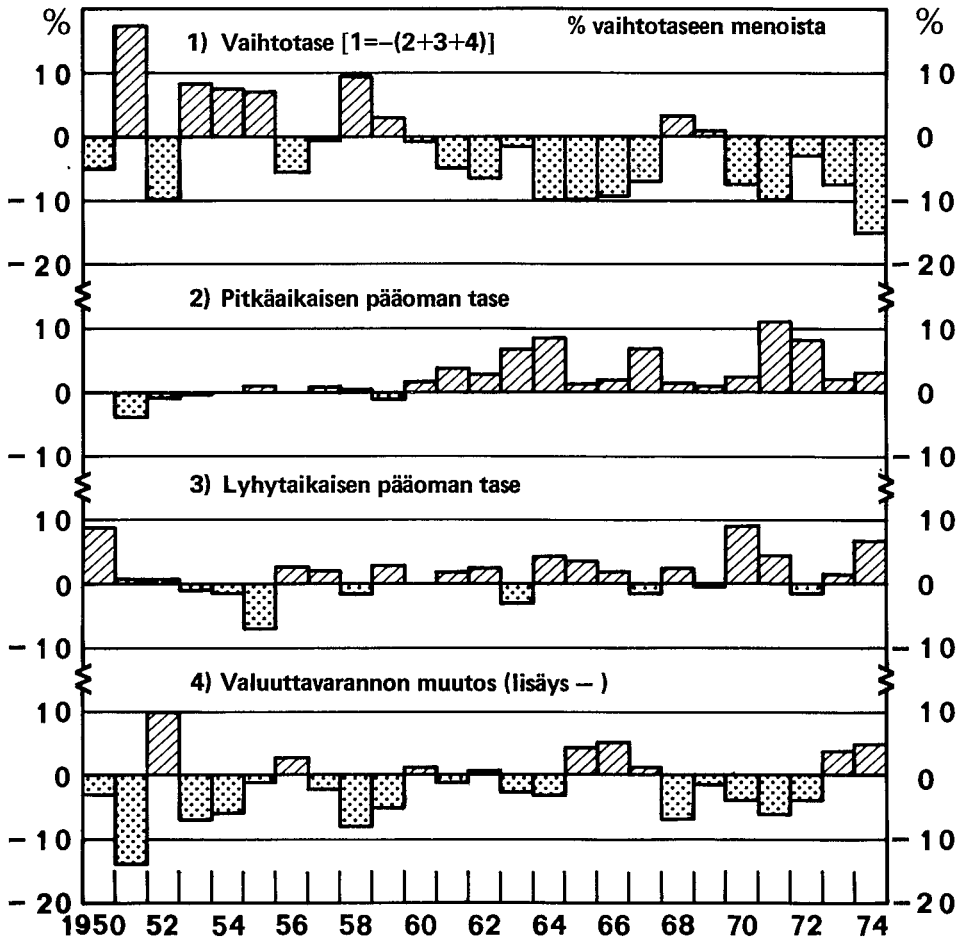 % %
1) Vaihtotase [1=–(2+3+4)] % vaihtotaseen menoista
10 10
0 0
– 10 – 10
– 20 – 20
2) Pitkäaikaisen pääoman tase
10 10
0 0
– 10 – 10
3) Lyhytaikaisen pääoman tase
10 10
0 0
– 10 – 10
4) Valuuttavarannon muutos (lisäys – )
10 10
0 0
– 10 – 10
– 20 – 20
1950 52 54 56 58 60 62 64 66 68 70 72 74